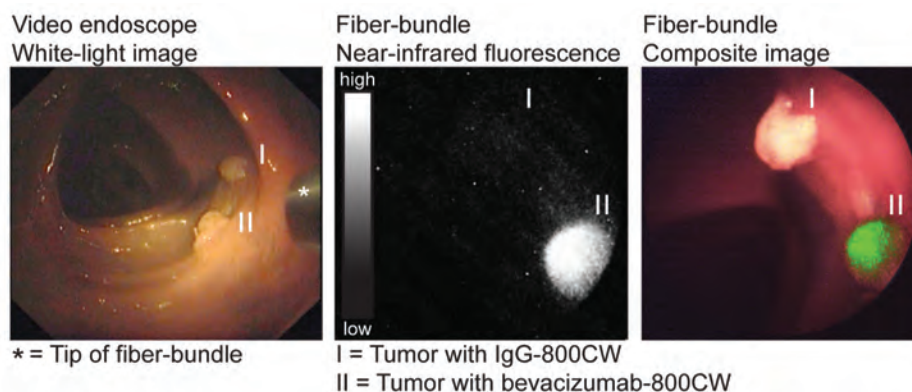 Video endoscope
White-light image
Fiber-bundle
Near-infrared fluorescence
Fiber-bundle
Composite image
I
II
*
high
low
I
II
I
II
* = Tip of fiber-bundle
I = Tumor with IgG-800CW
II = Tumor with bevacizumab-800CW